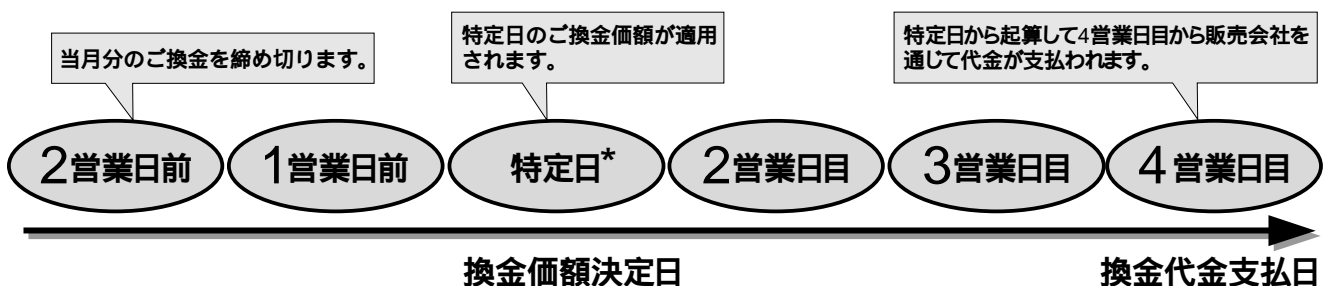 当月分のご換金を締め切ります。
特定日のご換金価額が適用
されます。
特定日から起算して4営業日目から販売会社を
通じて代金が支払われます。
2営業日前
1営業日前
特定日*
2営業日目
3営業日目
4営業日目
換金価額決定日
換金代金支払日